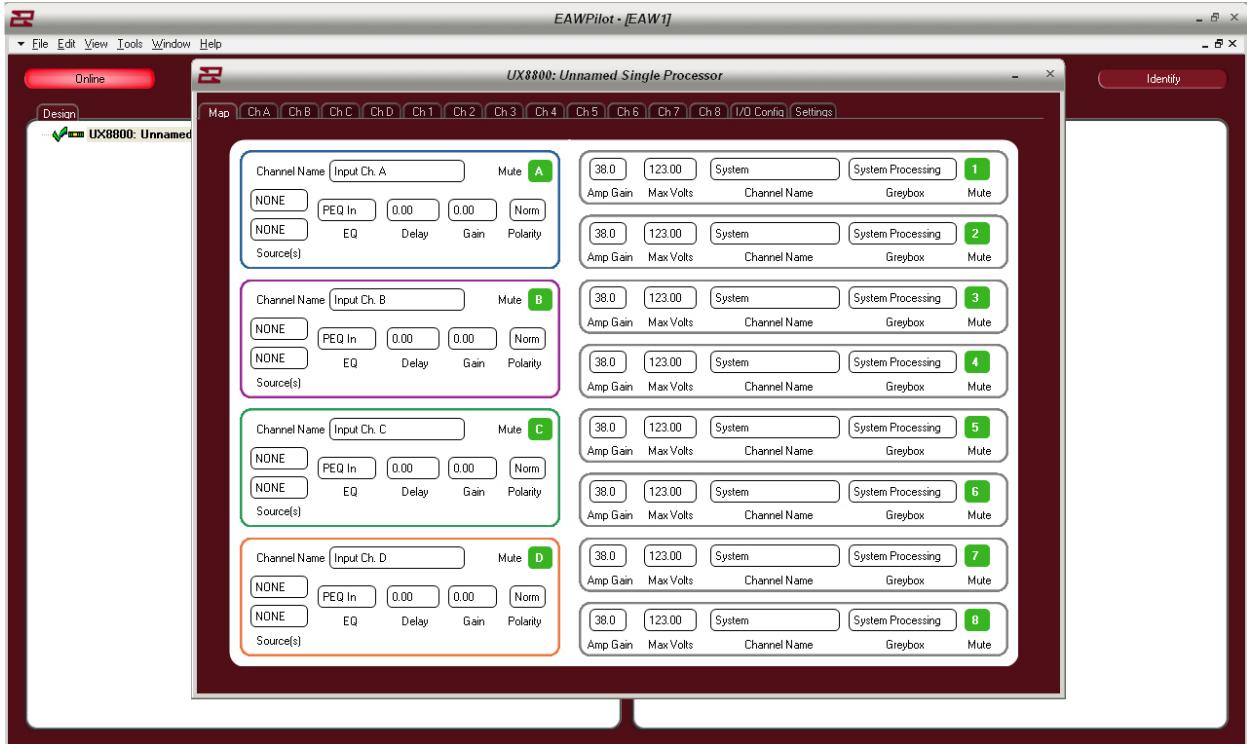 EAWPilot - [EAW1]
File Edit View Tools Window Help
Online
Identify
Design
UX8800: Unnamed
UX8800: Unnamed Single Processor
Map Ch A Ch B Ch C Ch D Ch 1 Ch 2 Ch 3 Ch 4 Ch 5 Ch 6 Ch 7 Ch 8 I/O Config Settings
Channel Name Input Ch. A Mute A
NONE
PEQ In 0.00 0.00 Norm
NONE
EQ Delay Gain Polarity
Source(s)
Channel Name Input Ch. B Mute B
NONE
PEQ In 0.00 0.00 Norm
NONE
EQ Delay Gain Polarity
Source(s)
Channel Name Input Ch. C Mute C
NONE
PEQ In 0.00 0.00 Norm
NONE
EQ Delay Gain Polarity
Source(s)
Channel Name Input Ch. D Mute D
NONE
PEQ In 0.00 0.00 Norm
NONE
EQ Delay Gain Polarity
Source(s)
38.0 123.00 System System Processing 1
Amp Gain Max Volts Channel Name Greybox Mute
38.0 123.00 System System Processing 2
Amp Gain Max Volts Channel Name Greybox Mute
38.0 123.00 System System Processing 3
Amp Gain Max Volts Channel Name Greybox Mute
38.0 123.00 System System Processing 4
Amp Gain Max Volts Channel Name Greybox Mute
38.0 123.00 System System Processing 5
Amp Gain Max Volts Channel Name Greybox Mute
38.0 123.00 System System Processing 6
Amp Gain Max Volts Channel Name Greybox Mute
38.0 123.00 System System Processing 7
Amp Gain Max Volts Channel Name Greybox Mute
38.0 123.00 System System Processing 8
Amp Gain Max Volts Channel Name Greybox Mute